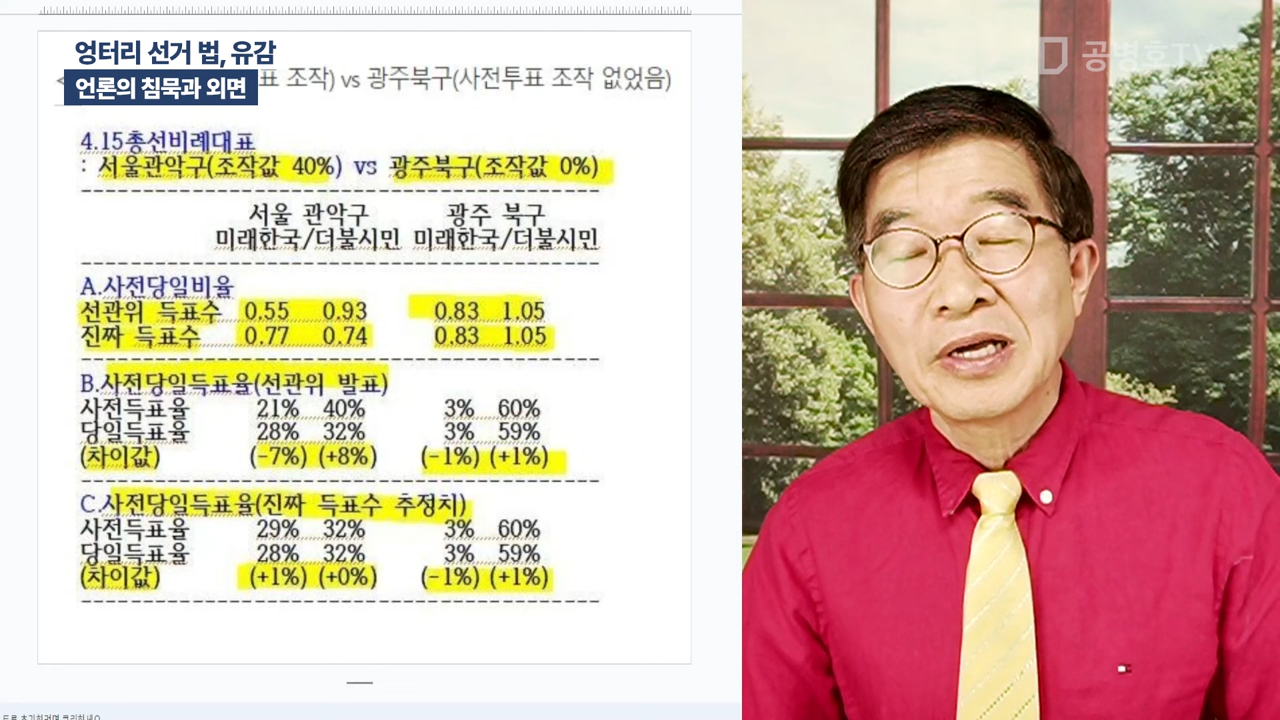 엉터리 선거 법, 유감
언론의 침묵과 외면
표 조작) vs 광주북구(사전투표 조작 없었음)
공병호TV
4.15총선비례대표
: 서울관악구(조작값 40%) vs 광주북구(조작값 0%)
서울 관악구 광주 북구
미래한국/더불시민 미래한국/더불시민
A.사전당일비율
선관위 득표수 0.55 0.93 0.83 1.05
진짜 득표수 0.77 0.74 0.83 1.05
B.사전당일득표율(선관위 발표)
사전득표율 21% 40% 3% 60%
당일득표율 28% 32% 3% 59%
(차이값) (-7%) (+8%) (-1%) (+1%)
C.사전당일득표율(진짜 득표수 추정치)
사전득표율 29% 32% 3% 60%
당일득표율 28% 32% 3% 59%
(차이값) (+1%) (+0%) (-1%) (+1%)